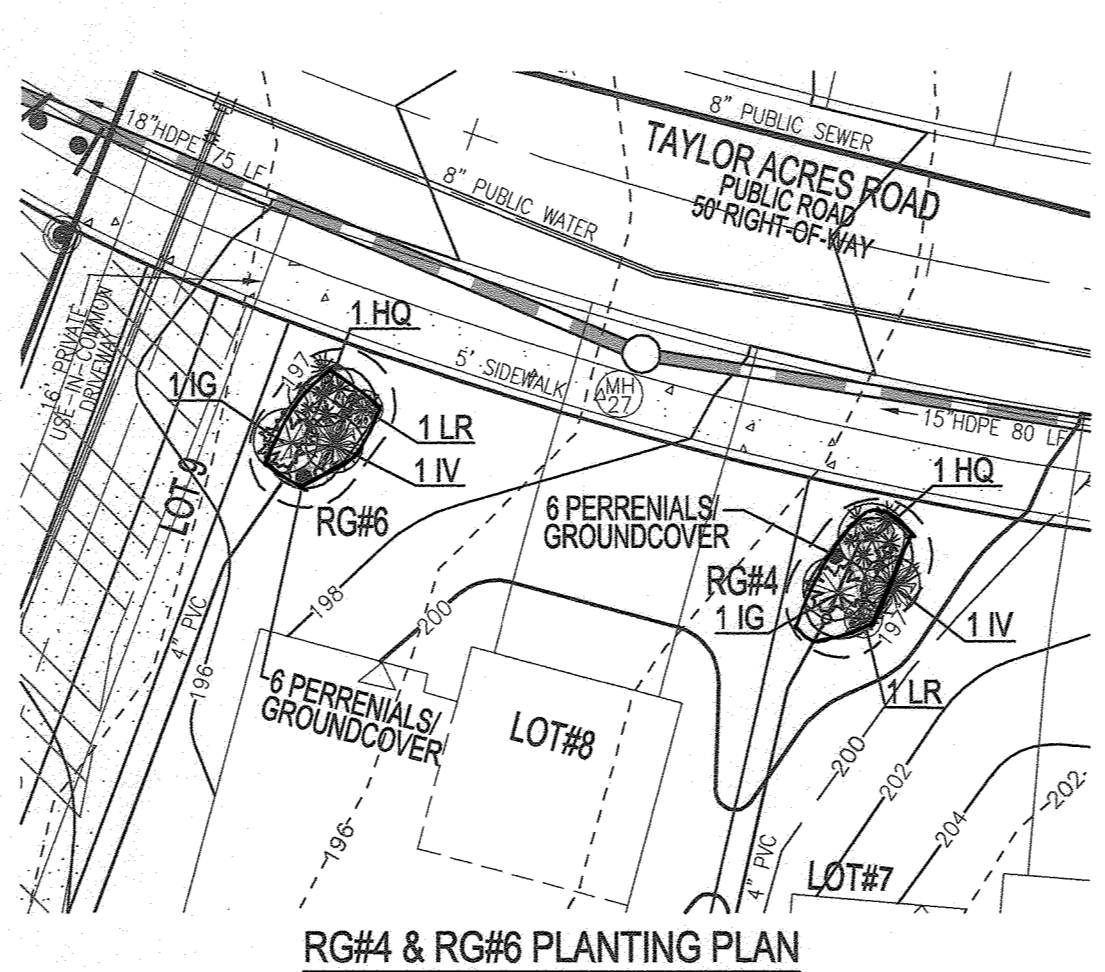 8" PUBLIC SEWER
18"HDPE 75 LF
TAYLOR ACRES ROAD
PUBLIC ROAD
50' RIGHT-OF-WAY
8" PUBLIC WATER
16' PRIVATE
USE-IN-COMMON
DRIVEWAY
1 HQ
197
1 IG
5' SIDEWALK
MH
27
15"HDPE 80 LF
1 LR
1 IV
RG#6
LOT 9
1 HQ
6 PERRENIALS/
GROUNDCOVER
RG#4
1 IG
197
1 IV
1 LR
198
200
4" PVC
196
6 PERRENIALS/
GROUNDCOVER
LOT#8
200
202
204
202
196
4" PVC
LOT#7
RG#4 & RG#6 PLANTING PLAN